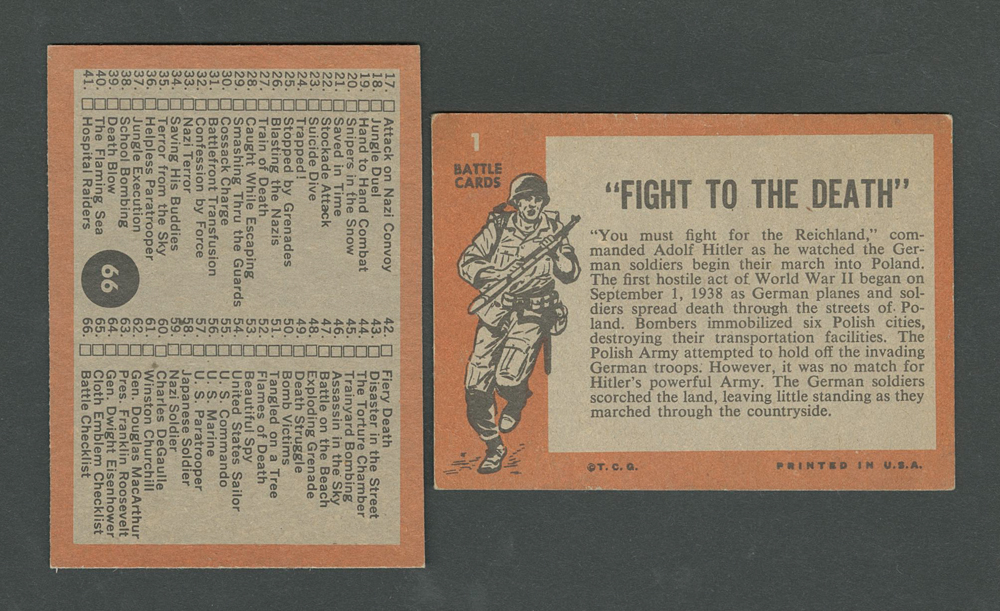 17. Attack on Nazi Convoy
18. Jungle Duel
19. Hand to Hand Combat
20. Snipers in the Snow
21. Saved in Time
22. Stockade Attack
23. Suicide Dive
24. Trapped!
25. Stopped by Grenades
26. Blasting the Nazis
27. Train of Death
28. Caught While Escaping
29. Smashing Thru the Guards
30. Cossack Charge
31. Battlefront Transfusion
32. Confession by Force
33. Nazi Terror
34. Saving His Buddies
35. Terror from the Sky
36. Helpless Paratrooper
37. Jungle Execution
38. School Bombing
39. Death Blow
40. The Flaming Sea
41. Hospital Raiders
66
42. Fiery Death
43. Disaster in the Street
44. The Torture Chamber
45. Trainyard Bombing
46. Assassin in the Sky
47. Battle on the Beach
48. Exploding Grenade
49. Death Struggle
50. Bomb Victims
51. Tangled on a Tree
52. Flames of Death
53. Beautiful Spy
54. United States Sailor
55. U. S. Commando
56. U. S. Marine
57. U. S. Paratrooper
58. Japanese Soldier
59. Nazi Soldier
60. Charles DeGaulle
61. Winston Churchill
62. Gen. Douglas MacArthur
63. Pres. Franklin Roosevelt
64. Gen. Dwight Eisenhower
65. Cloth Emblem Checklist
66. Battle Checklist
1
BATTLE
CARDS
“FIGHT TO THE DEATH”
“You must fight for the Reichland,” com-
manded Adolf Hitler as he watched the Ger-
man soldiers begin their march into Poland.
The first hostile act of World War II began on
September 1, 1938 as German planes and sol-
diers spread death through the streets of Po-
land. Bombers immobilized six Polish cities,
destroying their transportation facilities. The
Polish Army attempted to hold off the invading
German troops. However, it was no match for
Hitler's powerful Army. The German soldiers
scorched the land, leaving little standing as they
marched through the countryside.
©T.C.G.
PRINTED IN U.S.A.